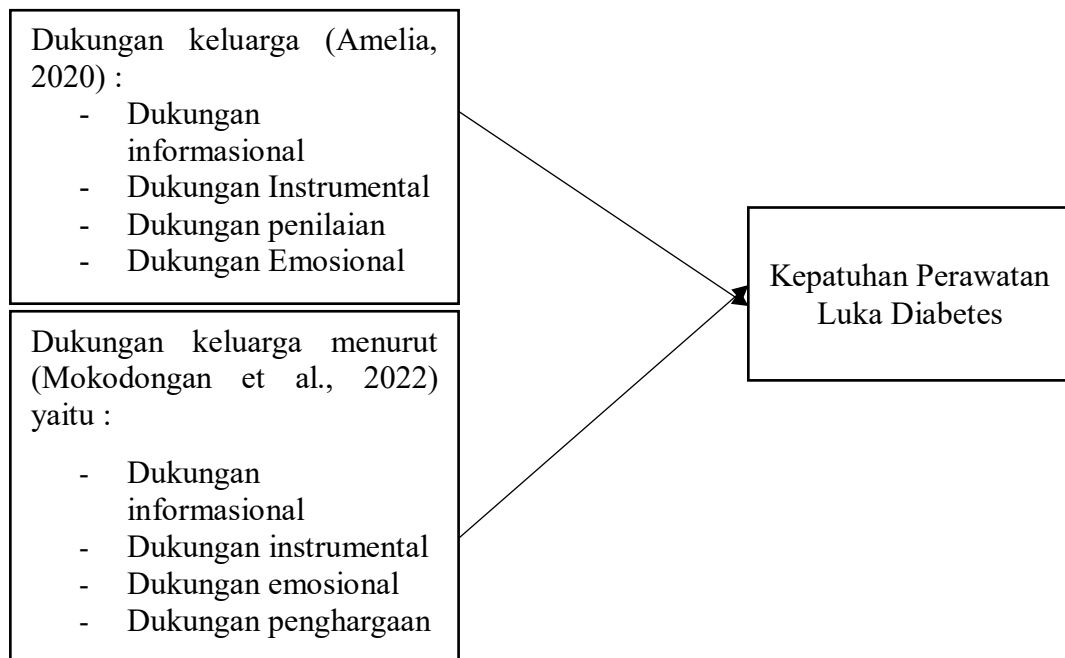 Dukungan keluarga (Amelia,
2020) :
- Dukungan
informasional
- Dukungan Instrumental
- Dukungan penilaian
- Dukungan Emosional
Dukungan keluarga menurut
(Mokodongan et al., 2022)
yaitu :
- Dukungan
informasional
- Dukungan instrumental
- Dukungan emosional
- Dukungan penghargaan
Kepatuhan Perawatan
Luka Diabetes